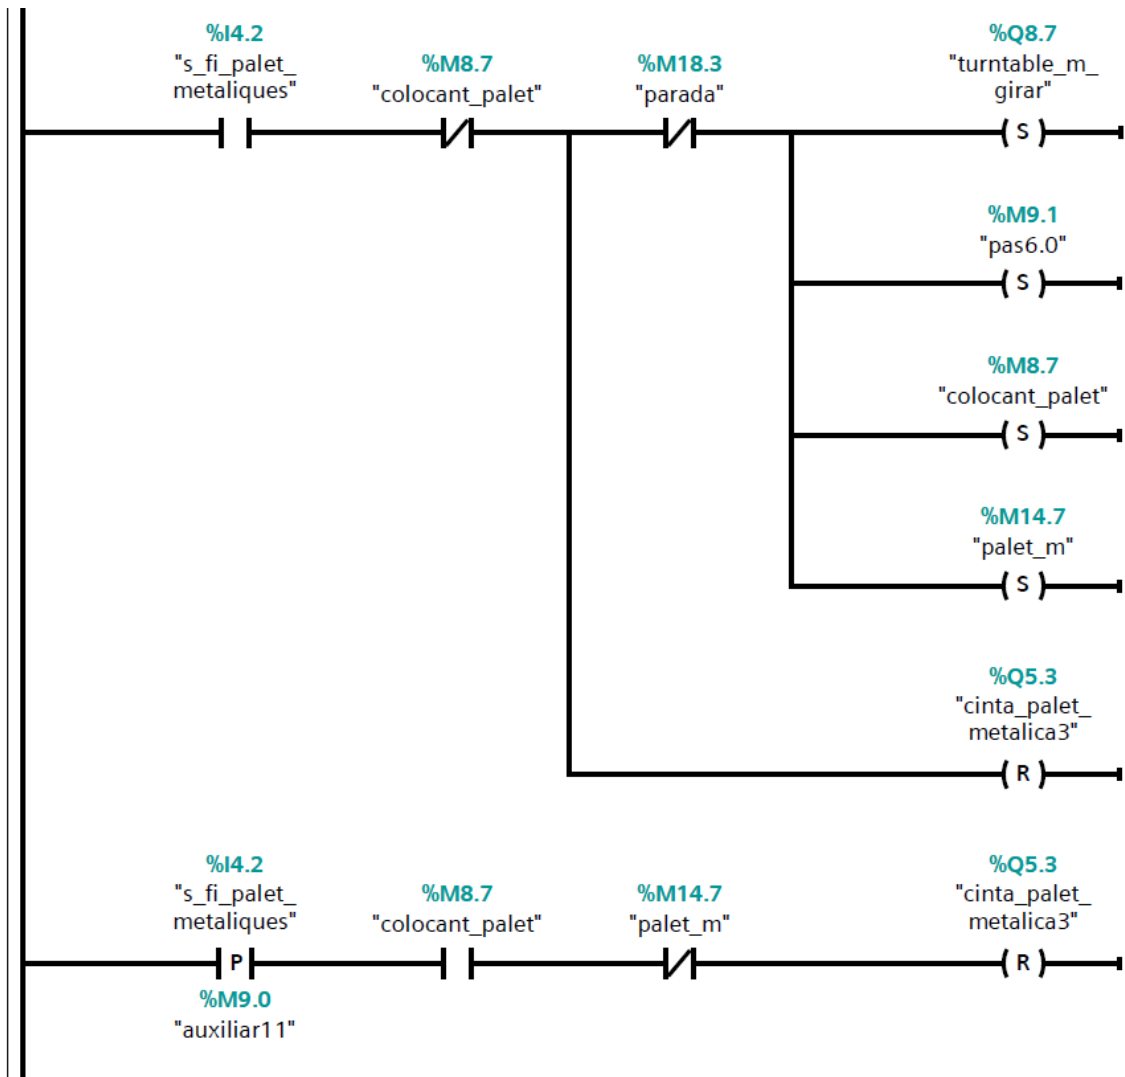 %I4.2
"s_fi_palet_
metaliques"
%M8.7
"colocant_palet"
%M18.3
"parada"
%Q8.7
"turntable_m_
girar"
S
%M9.1
"pas6.0"
S
%M8.7
"colocant_palet"
S
%M14.7
"palet_m"
S
%Q5.3
"cinta_palet_
metalica3"
R
%I4.2
"s_fi_palet_
metaliques"
P
%M9.0
"auxiliar11"
%M8.7
"colocant_palet"
%M14.7
"palet_m"
%Q5.3
"cinta_palet_
metalica3"
R